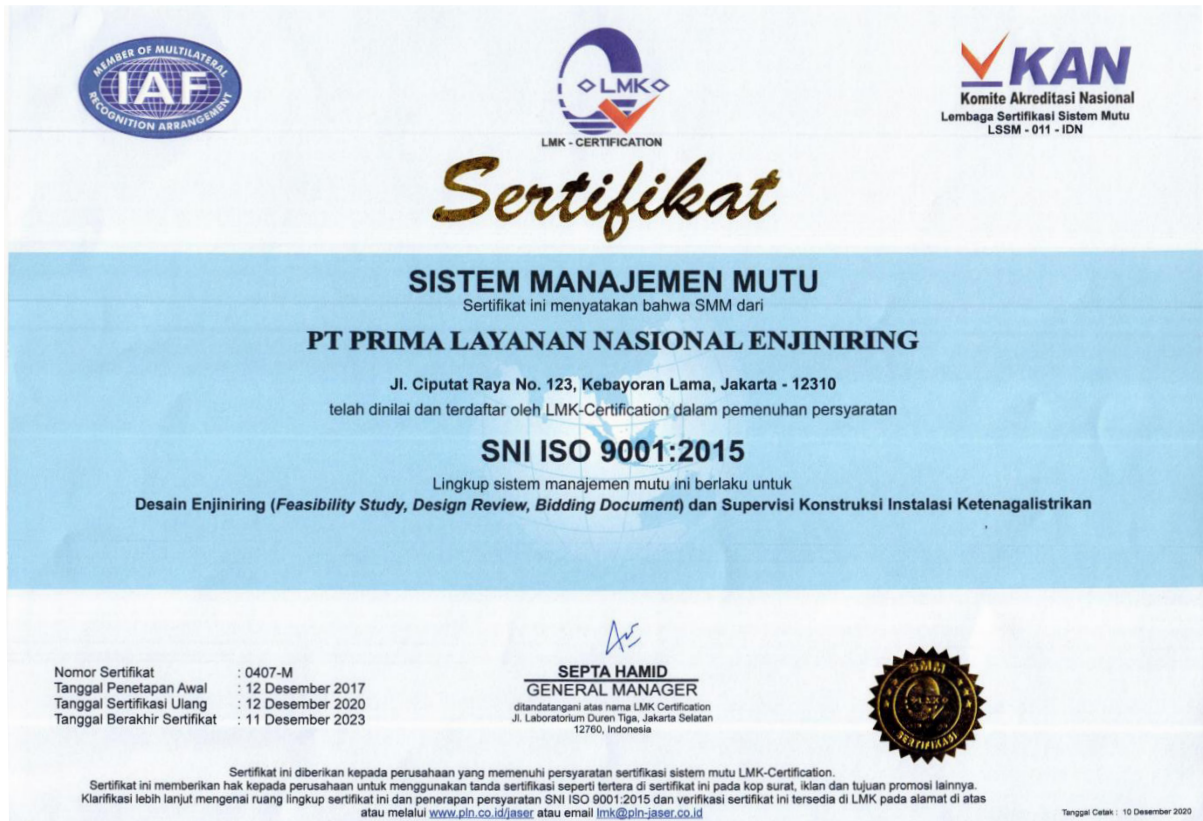 MEMBER OF MULTILATERAL
IAF
RECOGNITION ARRANGEMENT
LMK
LMK - CERTIFICATION
KAN
Komite Akreditasi Nasional
Lembaga Sertifikasi Sistem Mutu
LSSM - 011 - IDN
Sertifikat
SISTEM MANAJEMEN MUTU
Sertifikat ini menyatakan bahwa SMM dari
PT PRIMA LAYANAN NASIONAL ENJINIRING
Jl. Ciputat Raya No. 123, Kebayoran Lama, Jakarta - 12310
telah dinilai dan terdaftar oleh LMK-Certification dalam pemenuhan persyaratan
SNI ISO 9001:2015
Lingkup sistem manajemen mutu ini berlaku untuk
Desain Enjiniring (Feasibility Study, Design Review, Bidding Document) dan Supervisi Konstruksi Instalasi Ketenagalistrikan
Nomor Sertifikat : 0407-M
Tanggal Penetapan Awal : 12 Desember 2017
Tanggal Sertifikasi Ulang : 12 Desember 2020
Tanggal Berakhir Sertifikat : 11 Desember 2023
SEPTA HAMID
GENERAL MANAGER
ditandatangani atas nama LMK Certification
Jl. Laboratorium Duren Tiga, Jakarta Selatan
12760, Indonesia
SMM
SERTIFIKASI
Sertifikat ini diberikan kepada perusahaan yang memenuhi persyaratan sertifikasi sistem mutu LMK-Certification.
Sertifikat ini memberikan hak kepada perusahaan untuk menggunakan tanda sertifikasi seperti tertera di sertifikat ini pada kop surat, iklan dan tujuan promosi lainnya.
Klarifikasi lebih lanjut mengenai ruang lingkup sertifikat ini dan penerapan persyaratan SNI ISO 9001:2015 dan verifikasi sertifikat ini tersedia di LMK pada alamat di atas
atau melalui www.pln.co.id/jaser atau email lmk@pln-jaser.co.id
Tanggal Cetak : 10 Desember 2020